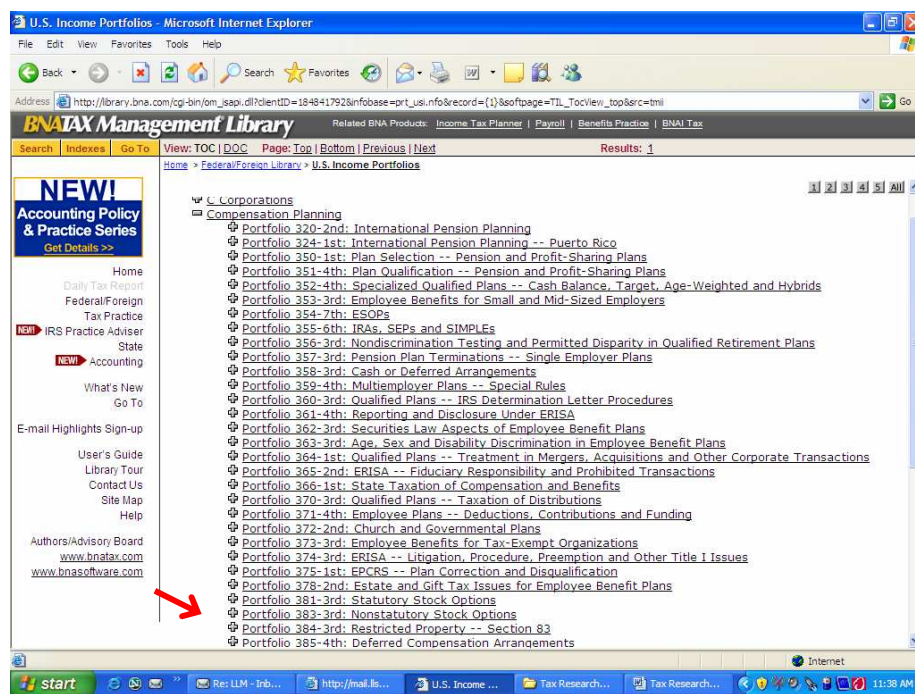 U.S. Income Portfolios - Microsoft Internet Explorer
File Edit View Favorites Tools Help
Back Search Favorites
Address http://library.bna.com/cgi-bin/om_isapi.dll?clientID=184841792&infobase=prt_usi.nfo&record={1}&softpage=TIL_TocView_top&src=tmi Go
BNA TAX Management Library Related BNA Products: Income Tax Planner | Payroll | Benefits Practice | BNAI Tax
Search Indexes Go To View: TOC | DOC Page: Top | Bottom | Previous | Next Results: 1
Home > Federal/Foreign Library > U.S. Income Portfolios
1 2 3 4 5 All
NEW!
Accounting Policy
& Practice Series
Get Details >>
Home
Daily Tax Report
Federal/Foreign
Tax Practice
NEW! IRS Practice Adviser
State
NEW! Accounting
What's New
Go To
E-mail Highlights Sign-up
User's Guide
Library Tour
Contact Us
Site Map
Help
Authors/Advisory Board
www.bnatax.com
www.bnasoftware.com
C Corporations
Compensation Planning
Portfolio 320-2nd: International Pension Planning
Portfolio 324-1st: International Pension Planning -- Puerto Rico
Portfolio 350-1st: Plan Selection -- Pension and Profit-Sharing Plans
Portfolio 351-4th: Plan Qualification -- Pension and Profit-Sharing Plans
Portfolio 352-4th: Specialized Qualified Plans -- Cash Balance, Target, Age-Weighted and Hybrids
Portfolio 353-3rd: Employee Benefits for Small and Mid-Sized Employers
Portfolio 354-7th: ESOPs
Portfolio 355-6th: IRAs, SEPs and SIMPLEs
Portfolio 356-3rd: Nondiscrimination Testing and Permitted Disparity in Qualified Retirement Plans
Portfolio 357-3rd: Pension Plan Terminations -- Single Employer Plans
Portfolio 358-3rd: Cash or Deferred Arrangements
Portfolio 359-4th: Multiemployer Plans -- Special Rules
Portfolio 360-3rd: Qualified Plans -- IRS Determination Letter Procedures
Portfolio 361-4th: Reporting and Disclosure Under ERISA
Portfolio 362-3rd: Securities Law Aspects of Employee Benefit Plans
Portfolio 363-3rd: Age, Sex and Disability Discrimination in Employee Benefit Plans
Portfolio 364-1st: Qualified Plans -- Treatment in Mergers, Acquisitions and Other Corporate Transactions
Portfolio 365-2nd: ERISA -- Fiduciary Responsibility and Prohibited Transactions
Portfolio 366-1st: State Taxation of Compensation and Benefits
Portfolio 370-3rd: Qualified Plans -- Taxation of Distributions
Portfolio 371-4th: Employee Plans -- Deductions, Contributions and Funding
Portfolio 372-2nd: Church and Governmental Plans
Portfolio 373-3rd: Employee Benefits for Tax-Exempt Organizations
Portfolio 374-3rd: ERISA -- Litigation, Procedure, Preemption and Other Title I Issues
Portfolio 375-1st: EPCRS -- Plan Correction and Disqualification
Portfolio 378-2nd: Estate and Gift Tax Issues for Employee Benefit Plans
Portfolio 381-3rd: Statutory Stock Options
Portfolio 383-3rd: Nonstatutory Stock Options
Portfolio 384-3rd: Restricted Property -- Section 83
Portfolio 385-4th: Deferred Compensation Arrangements
Internet
start Re: LLM - Inb... http://mail.lls... U.S. Income ... Tax Research... Tax Research... 11:38 AM